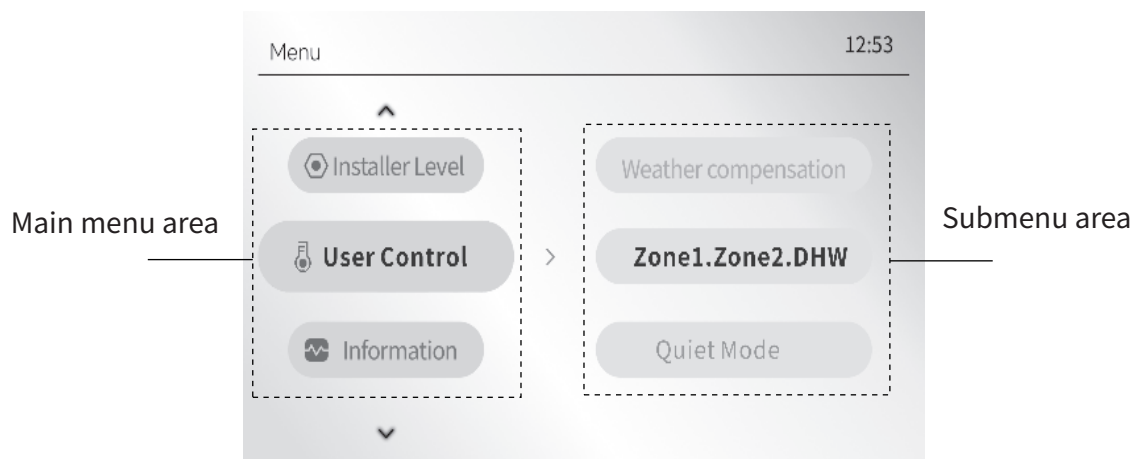 Menu
12:53
Installer Level
Weather compensation
Main menu area
Submenu area
User Control
Zone1.Zone2.DHW
Information
Quiet Mode